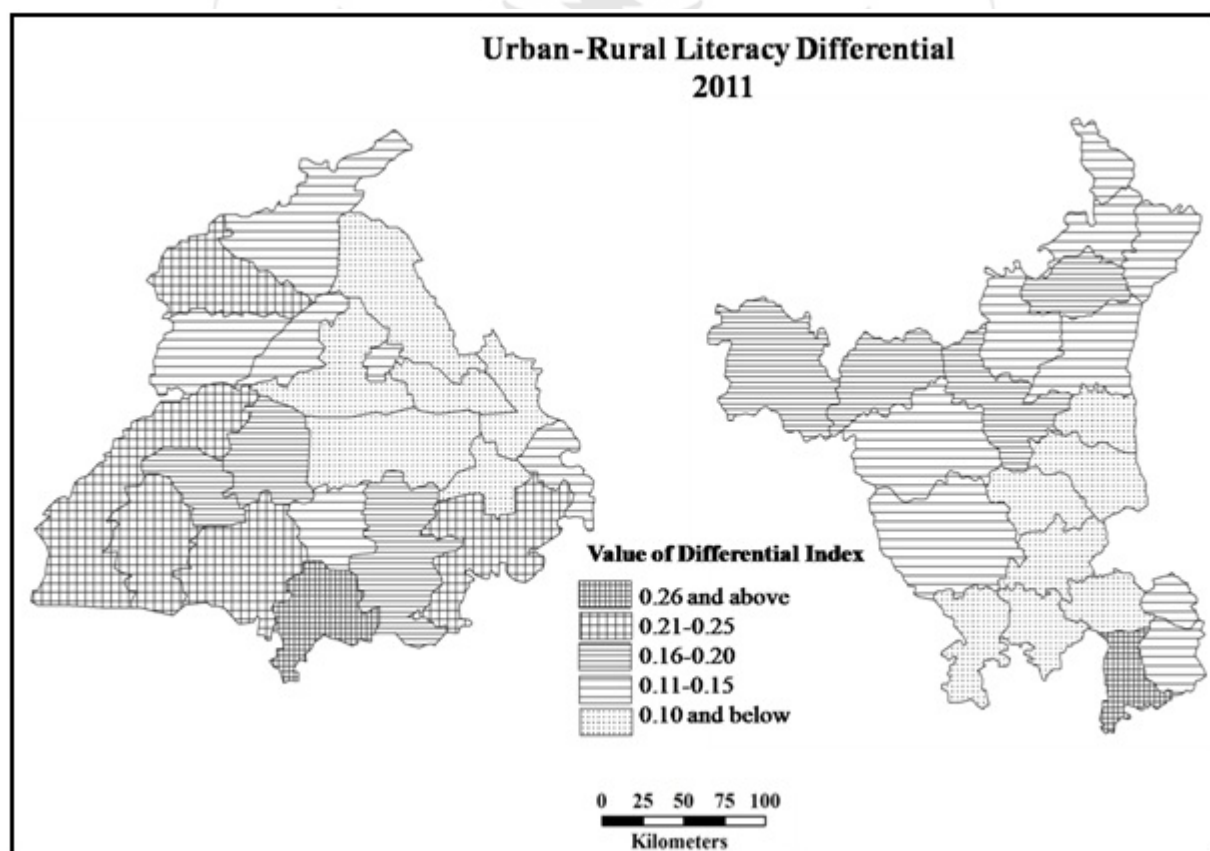 Urban-Rural Literacy Differential
2011
Value of Differential Index
0.26 and above
0.21-0.25
0.16-0.20
0.11-0.15
0.10 and below
0 25 50 75 100
Kilometers